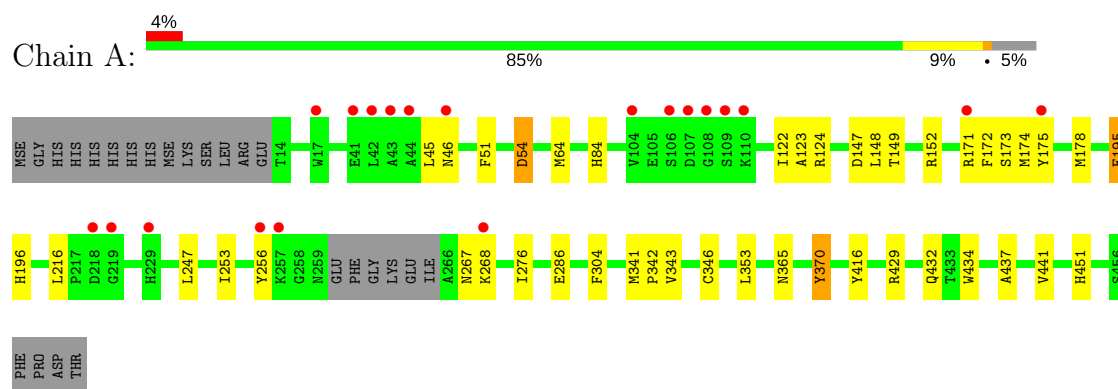 4%
Chain A:
85% 9% • 5%
MSE GLY HIS HIS HIS HIS HIS HIS MSE LYS SER LEU ARG GLU T14 W17 E41 L42 A43 A44 L45 N46 F51 D54 M64 H84 V104 E105 S106 D107 G108 S109 K110 I122 A123 R124 D147 L148 T149 R152 R171 F172 S173 M174 Y175 M178
H196 L216 P217 D218 G219 H229 L247 I253 Y256 K257 G258 N259 GLU PHE GLY LYS GLU ILE A266 N267 K268 I276 E286 F304 M341 P342 V343 C346 L353 N365 Y370 Y416 R429 Q432 T433 W434 A437 V441 H451 S456
PHE PRO ASP THR